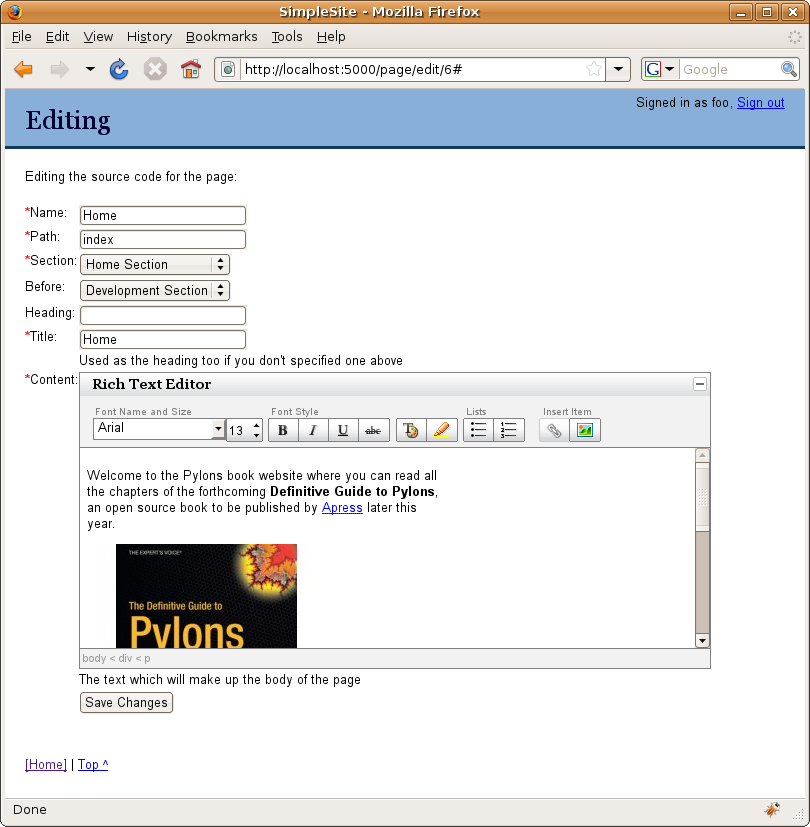 SimpleSite - Mozilla Firefox
File Edit View History Bookmarks Tools Help
http://localhost:5000/page/edit/6#
G Google
Signed in as foo, Sign out
Editing
Editing the source code for the page:
*Name: Home
*Path: index
*Section: Home Section
Before: Development Section
Heading:
*Title: Home
Used as the heading too if you don't specified one above
*Content:
Rich Text Editor
Font Name and Size Font Style Lists Insert Item
Arial 13 B I U abc T
Welcome to the Pylons book website where you can read all
the chapters of the forthcoming Definitive Guide to Pylons,
an open source book to be published by Apress later this
year.
THE EXPERT'S VOICE®
The Definitive Guide to
Pylons
body < div < p
The text which will make up the body of the page
Save Changes
[Home] | Top ^
Done